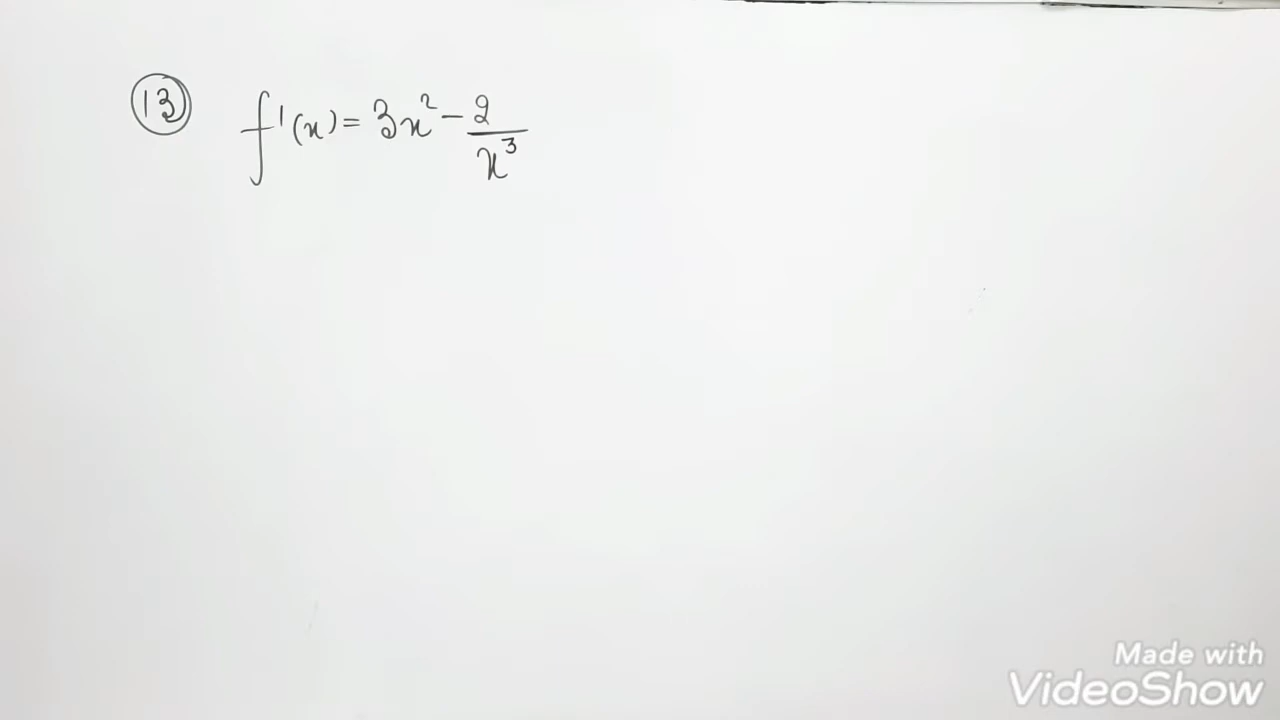 13 f'(x) = 3x² - 2/x³
Made with
VideoShow